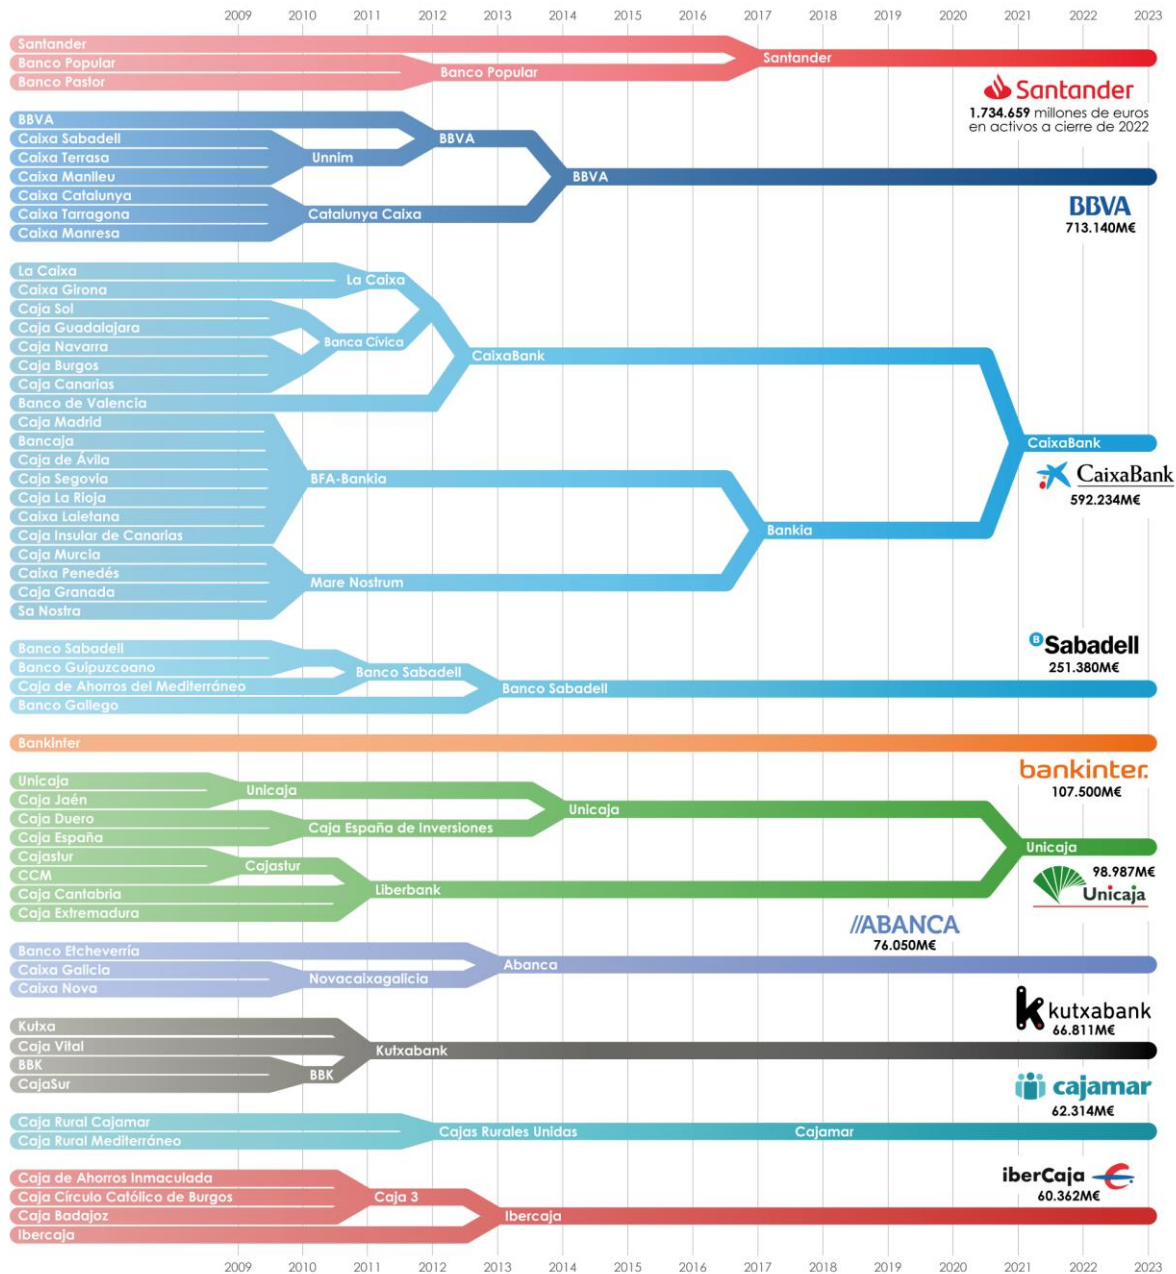 2009 2010 2011 2012 2013 2014 2015 2016 2017 2018 2019 2020 2021 2022 2023
Santander
Banco Popular
Banco Pastor
Banco Popular
Santander
Santander
1.734.659 millones de euros
en activos a cierre de 2022
BBVA
Caixa Sabadell
Caixa Terrasa
Caixa Manlleu
Caixa Catalunya
Caixa Tarragona
Caixa Manresa
Unnim
BBVA
Catalunya Caixa
BBVA
BBVA
713.140M€
La Caixa
Caixa Girona
Caja Sol
Caja Guadalajara
Caja Navarra
Caja Burgos
Caja Canarias
Banco de Valencia
Caja Madrid
Bancaja
Caja de Ávila
Caja Segovia
Caja La Rioja
Caixa Laietana
Caja Insular de Canarias
Caja Murcia
Caixa Penedés
Caja Granada
Sa Nostra
La Caixa
Banca Cívica
CaixaBank
BFA-Bankia
Mare Nostrum
Bankia
CaixaBank
CaixaBank
592.234M€
Banco Sabadell
Banco Guipuzcoano
Caja de Ahorros del Mediterráneo
Banco Gallego
Banco Sabadell
Banco Sabadell
B Sabadell
251.380M€
Bankinter
bankinter.
107.500M€
Unicaja
Caja Jaén
Caja Duero
Caja España
Cajastur
CCM
Caja Cantabria
Caja Extremadura
Unicaja
Caja España de Inversiones
Cajastur
Liberbank
Unicaja
Unicaja
98.987M€
Unicaja
Banco Etcheverría
Caixa Galicia
Caixa Nova
Novacaixagalicia
Abanca
//ABANCA
76.050M€
Kutxa
Caja Vital
BBK
CajaSur
BBK
Kutxabank
k kutxabank
66.811M€
Caja Rural Cajamar
Caja Rural Mediterráneo
Cajas Rurales Unidas
Cajamar
cajamar
62.314M€
Caja de Ahorros Inmaculada
Caja Círculo Católico de Burgos
Caja Badajoz
Ibercaja
Caja 3
Ibercaja
iberCaja
60.362M€
2009 2010 2011 2012 2013 2014 2015 2016 2017 2018 2019 2020 2021 2022 2023